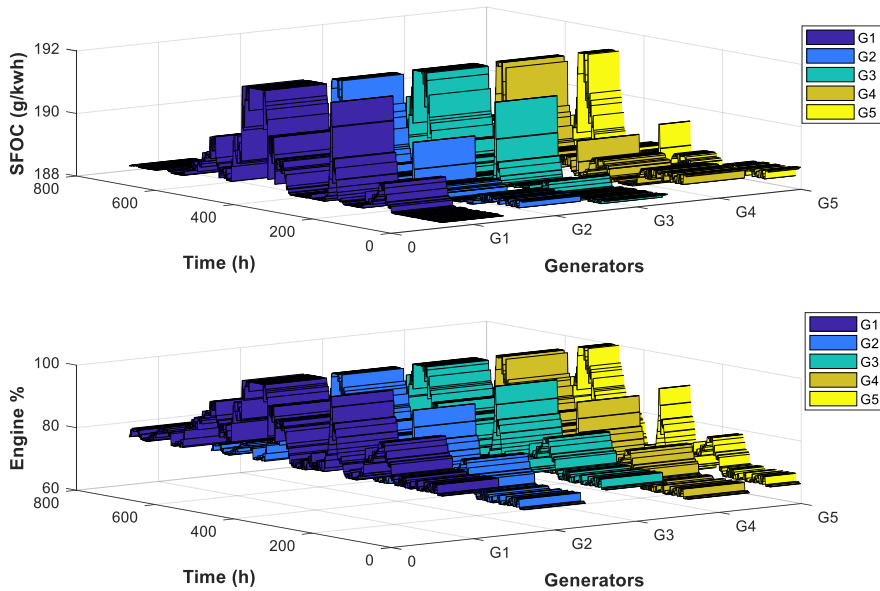 192
190
188
SFOC (g/kwh)
800
600
400
200
0
Time (h)
0
G1
G2
G3
G4
G5
Generators
G1
G2
G3
G4
G5
100
80
60
Engine %
800
600
400
200
0
Time (h)
0
G1
G2
G3
G4
G5
Generators
G1
G2
G3
G4
G5